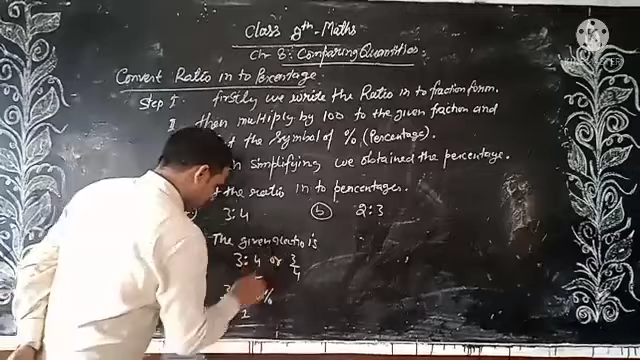 Class 8th - Maths
Ch 8: Comparing Quantities.
Convert Ratio in to Percentage.
Step I. firstly we write the Ratio in to fraction form.
II then multiply by 100 to the given fraction and
the symbol of % (Percentage).
simplifying we obtained the percentage.
the ratio in to percentages.
3:4 (b) 2:3
The given ratio is
3:4 or 3/4